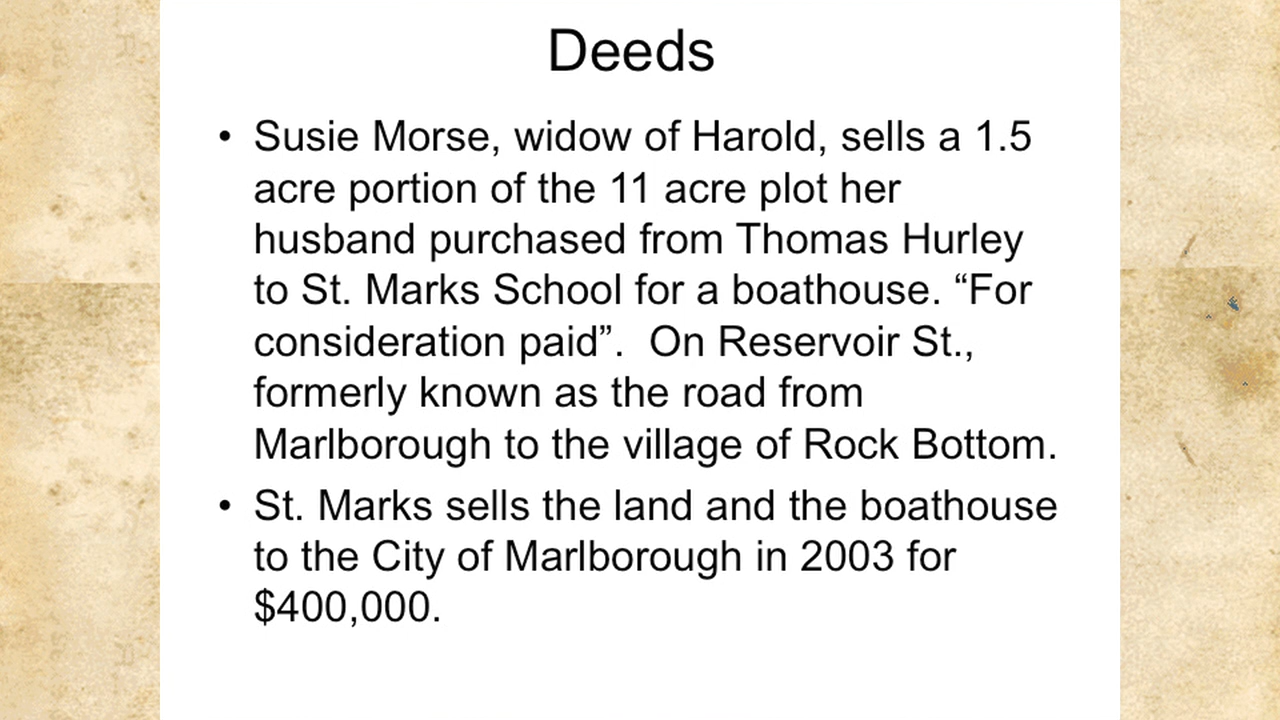 Deeds
• Susie Morse, widow of Harold, sells a 1.5
acre portion of the 11 acre plot her
husband purchased from Thomas Hurley
to St. Marks School for a boathouse. “For
consideration paid”.  On Reservoir St.,
formerly known as the road from
Marlborough to the village of Rock Bottom.
• St. Marks sells the land and the boathouse
to the City of Marlborough in 2003 for
$400,000.